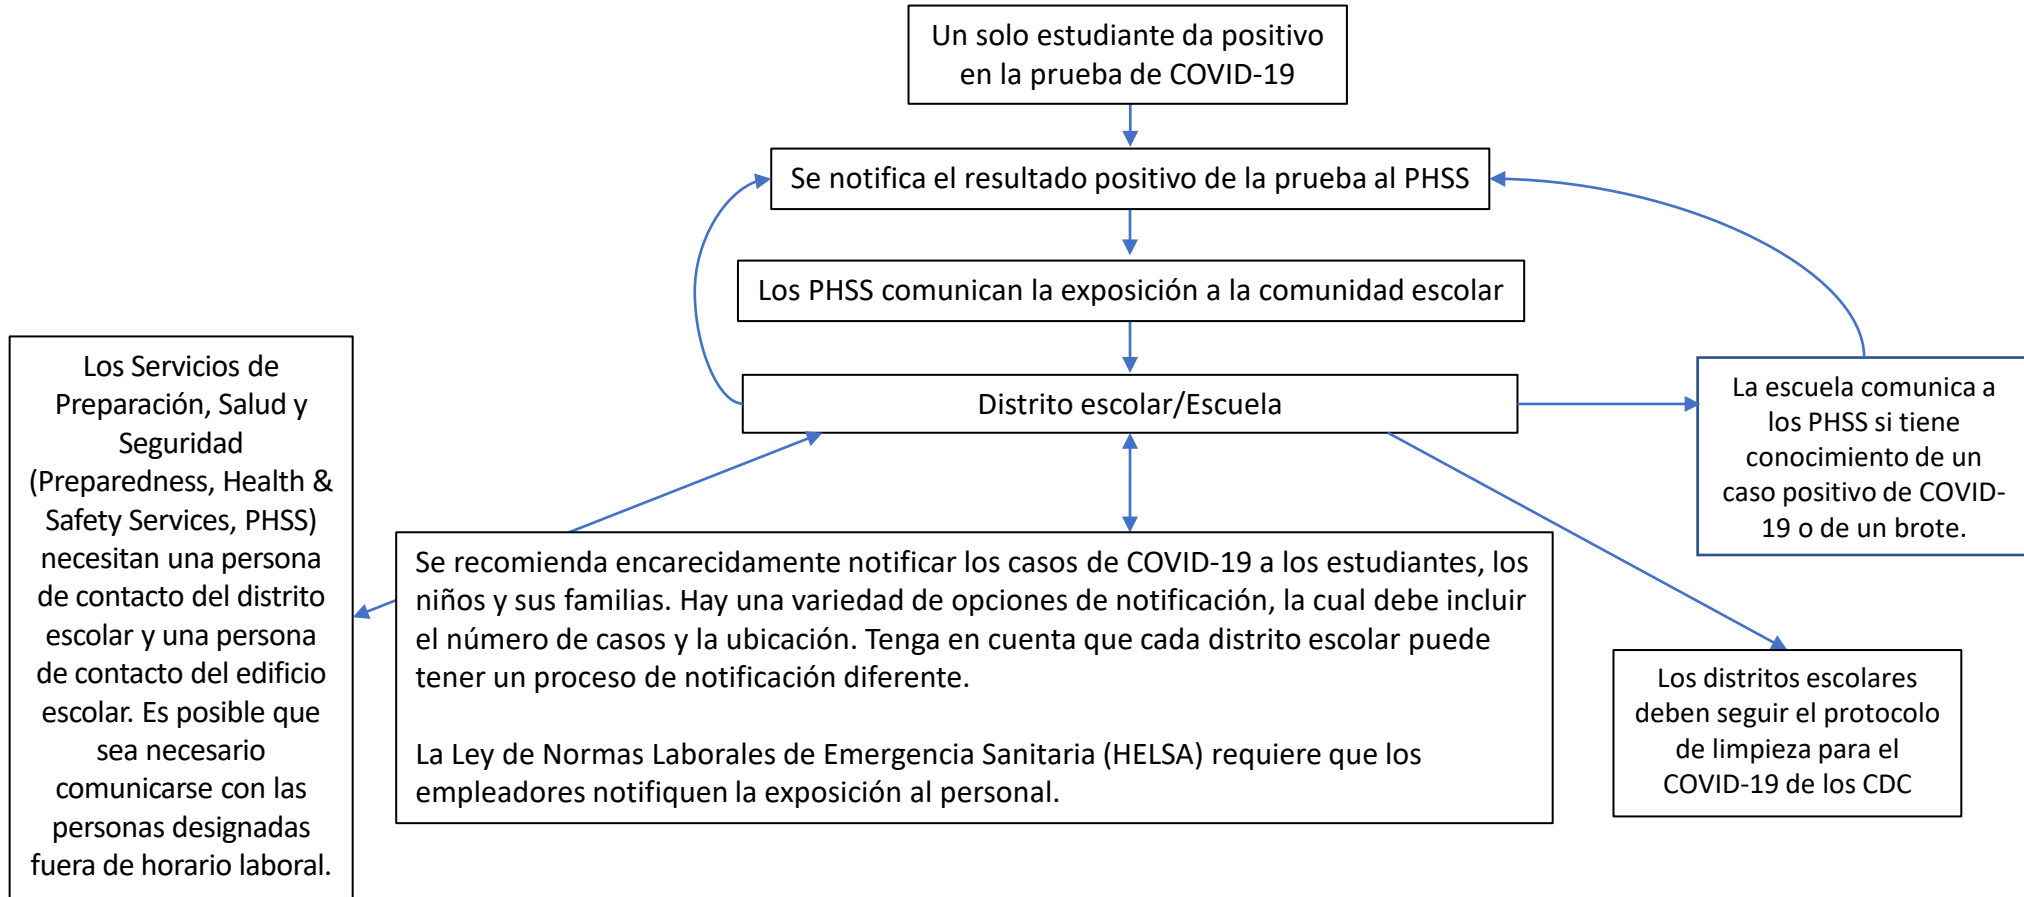 Un solo estudiante da positivo
en la prueba de COVID-19
Se notifica el resultado positivo de la prueba al PHSS
Los PHSS comunican la exposición a la comunidad escolar
Distrito escolar/Escuela
Los Servicios de
Preparación, Salud y
Seguridad
(Preparedness, Health &
Safety Services, PHSS)
necesitan una persona
de contacto del distrito
escolar y una persona
de contacto del edificio
escolar. Es posible que
sea necesario
comunicarse con las
personas designadas
fuera de horario laboral.
Se recomienda encarecidamente notificar los casos de COVID-19 a los estudiantes, los
niños y sus familias. Hay una variedad de opciones de notificación, la cual debe incluir
el número de casos y la ubicación. Tenga en cuenta que cada distrito escolar puede
tener un proceso de notificación diferente.
La Ley de Normas Laborales de Emergencia Sanitaria (HELSA) requiere que los
empleadores notifiquen la exposición al personal.
La escuela comunica a
los PHSS si tiene
conocimiento de un
caso positivo de COVID-
19 o de un brote.
Los distritos escolares
deben seguir el protocolo
de limpieza para el
COVID-19 de los CDC